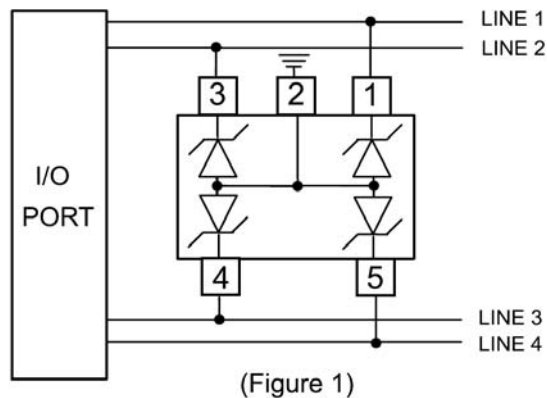 LINE 1
LINE 2
3 2 1
I/O
PORT
4 5
LINE 3
LINE 4
(Figure 1)